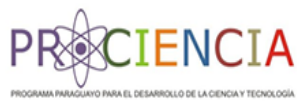 PROCIENCIA
PROGRAMA PARAGUAYO PARA EL DESARROLLO DE LA CIENCIA Y TECNOLOGÍA